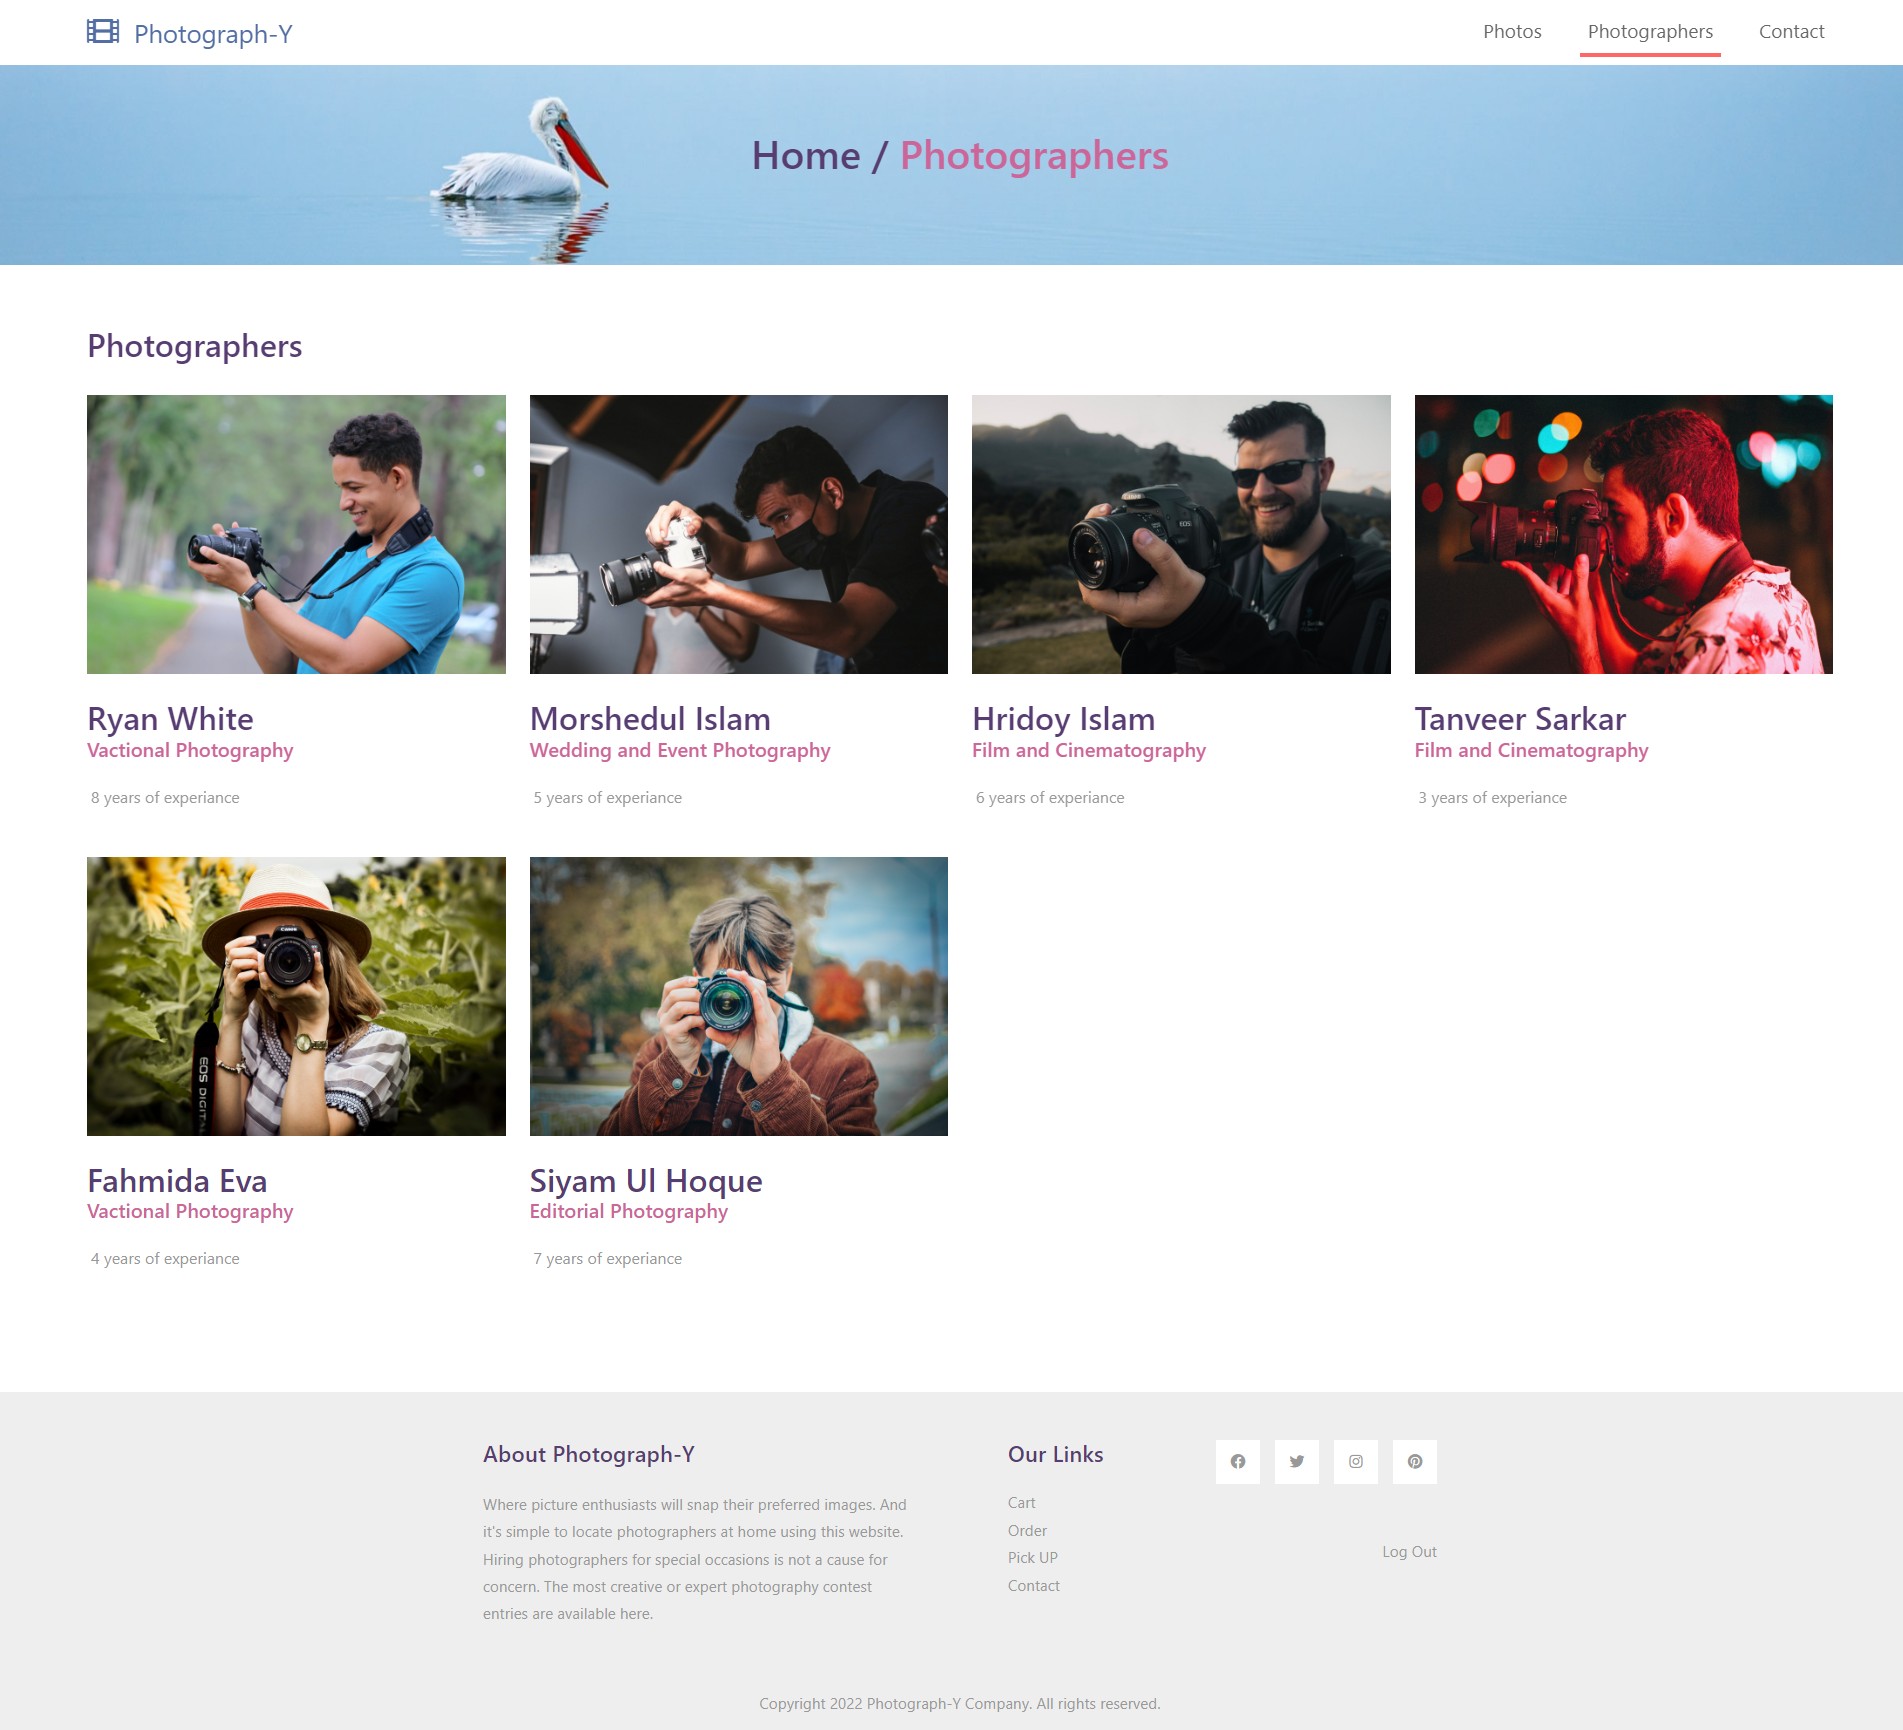 Photograph-Y
Photos Photographers Contact
Home / Photographers
Photographers
Ryan White
Vactional Photography
8 years of experiance
Morshedul Islam
Wedding and Event Photography
5 years of experiance
Canon
EOS
Hridoy Islam
Film and Cinematography
6 years of experiance
Tanveer Sarkar
Film and Cinematography
3 years of experiance
Canon
EOS DIGITAL
Fahmida Eva
Vactional Photography
4 years of experiance
Siyam Ul Hoque
Editorial Photography
7 years of experiance
About Photograph-Y
Where picture enthusiasts will snap their preferred images. And
it's simple to locate photographers at home using this website.
Hiring photographers for special occasions is not a cause for
concern. The most creative or expert photography contest
entries are available here.
Our Links
Cart
Order
Pick UP
Contact
Log Out
Copyright 2022 Photograph-Y Company. All rights reserved.